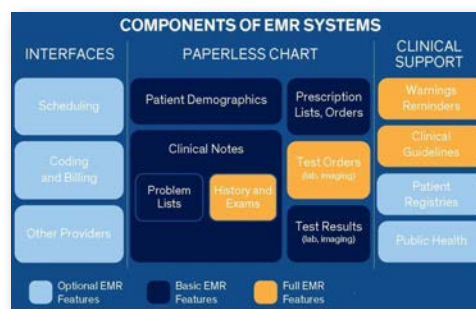 COMPONENTS OF EMR SYSTEMS
INTERFACES
Scheduling
Coding
and Billing
Other Providers
PAPERLESS CHART
Patient Demographics
Clinical Notes
Problem
Lists
History and
Exams
Prescription
Lists, Orders
Test Orders
(lab, imaging)
Test Results
(lab, imaging)
CLINICAL
SUPPORT
Warnings
Reminders
Clinical
Guidelines
Patient
Registries
Public Health
Optional EMR
Features
Basic EMR
Features
Full EMR
Features